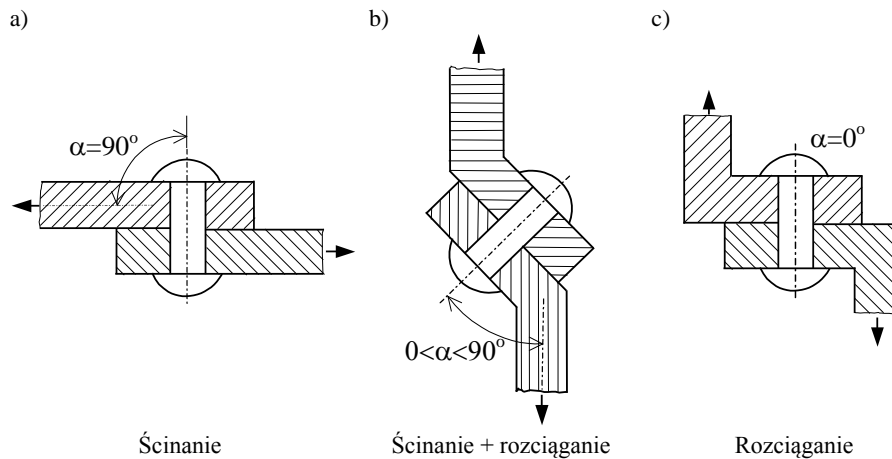 a)
b)
c)
α=90°
α=0°
0<α<90°
Ścinanie
Ścinanie + rozciąganie
Rozciąganie